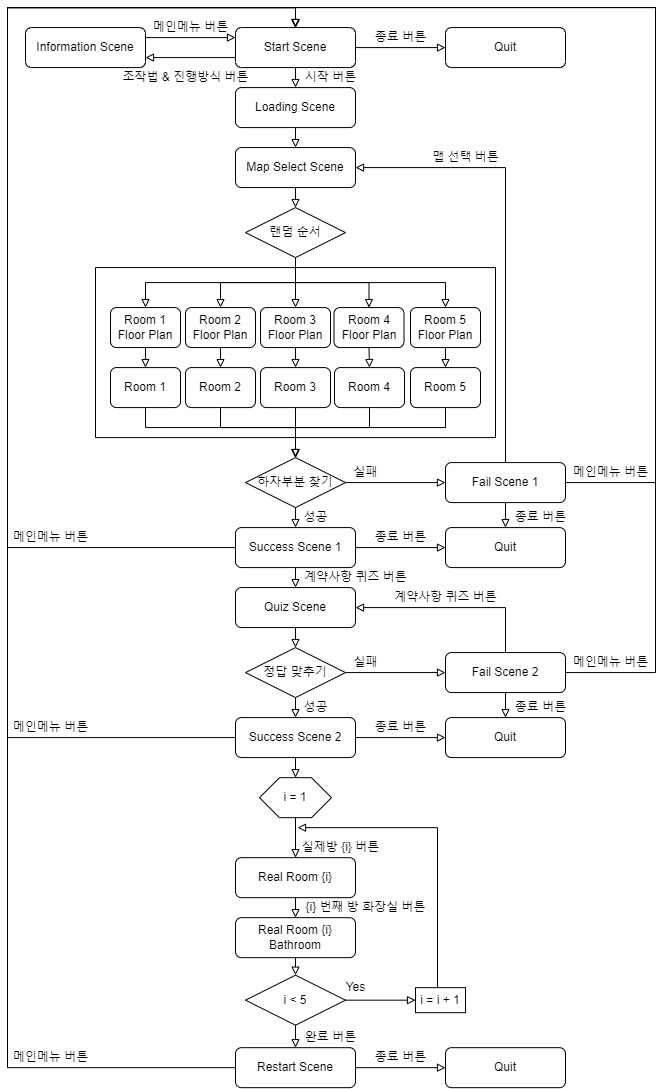 메인메뉴 버튼
Information Scene
Start Scene
종료 버튼
Quit
조작법 & 진행방식 버튼
시작 버튼
Loading Scene
맵 선택 버튼
Map Select Scene
랜덤 순서
Room 1
Floor Plan
Room 2
Floor Plan
Room 3
Floor Plan
Room 4
Floor Plan
Room 5
Floor Plan
Room 1
Room 2
Room 3
Room 4
Room 5
하자부분 찾기
실패
Fail Scene 1
메인메뉴 버튼
성공
종료 버튼
메인메뉴 버튼
Success Scene 1
종료 버튼
Quit
계약사항 퀴즈 버튼
계약사항 퀴즈 버튼
Quiz Scene
정답 맞추기
실패
Fail Scene 2
메인메뉴 버튼
성공
종료 버튼
메인메뉴 버튼
Success Scene 2
종료 버튼
Quit
i = 1
실제방 {i} 버튼
Real Room {i}
{i} 번째 방 화장실 버튼
Real Room {i}
Bathroom
i < 5
Yes
i = i + 1
완료 버튼
메인메뉴 버튼
Restart Scene
종료 버튼
Quit